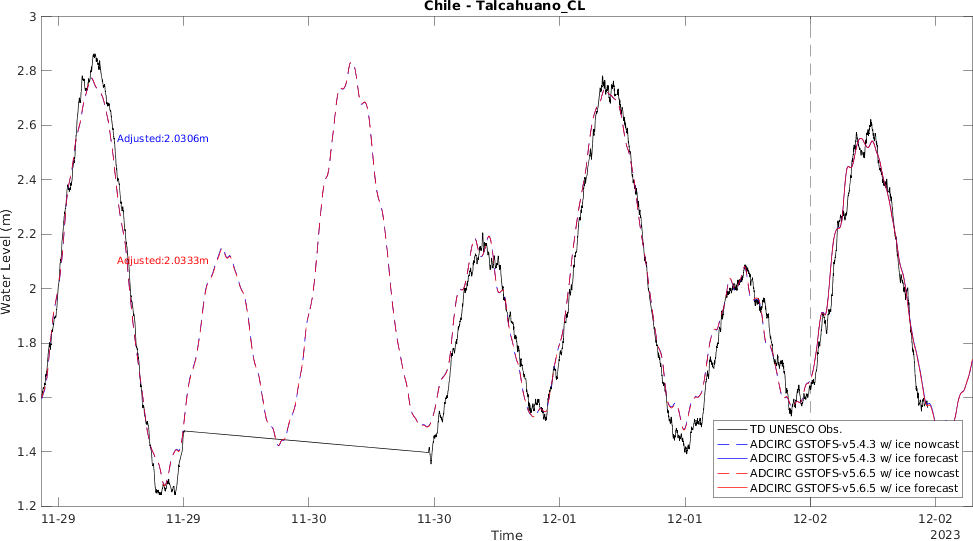 Chile - Talcahuano_CL
Water Level (m)
3
2.8
2.6
2.4
2.2
2
1.8
1.6
1.4
1.2
Adjusted:2.0306m
Adjusted:2.0333m
TD UNESCO Obs.
ADCIRC GSTOFS-v5.4.3 w/ ice nowcast
ADCIRC GSTOFS-v5.4.3 w/ ice forecast
ADCIRC GSTOFS-v5.6.5 w/ ice nowcast
ADCIRC GSTOFS-v5.6.5 w/ ice forecast
11-29 11-29 11-30 11-30 12-01 12-01 12-02 12-02
Time
2023